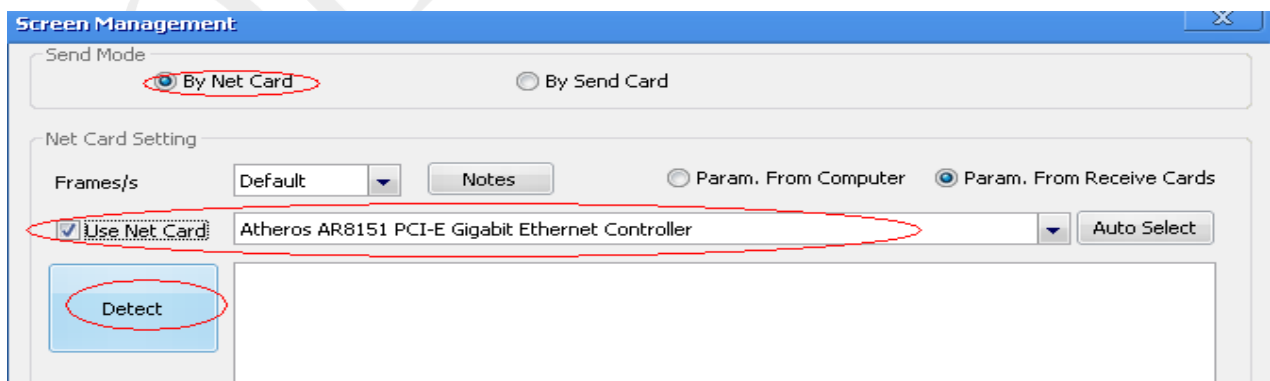 Screen Management
Send Mode
By Net Card By Send Card
Net Card Setting
Frames/s Default Notes Param. From Computer Param. From Receive Cards
Use Net Card Atheros AR8151 PCI-E Gigabit Ethernet Controller Auto Select
Detect